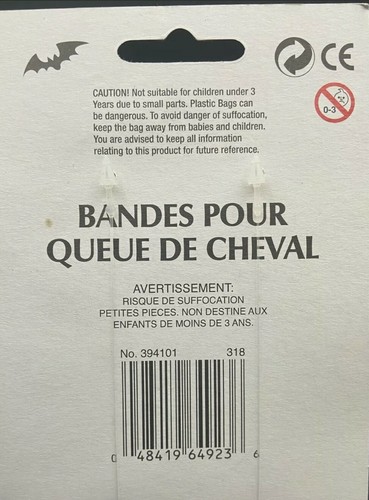 CE
CAUTION! Not suitable for children under 3
Years due to small parts. Plastic Bags can
be dangerous. To avoid danger of suffocation,
keep the bag away from babies and children.
You are advised to keep all information
relating to this product for future reference.
0-3
BANDES POUR
QUEUE DE CHEVAL
AVERTISSEMENT:
RISQUE DE SUFFOCATION
PETITES PIECES. NON DESTINE AUX
ENFANTS DE MOINS DE 3 ANS.
No. 394101 318
0 48419 64923 6